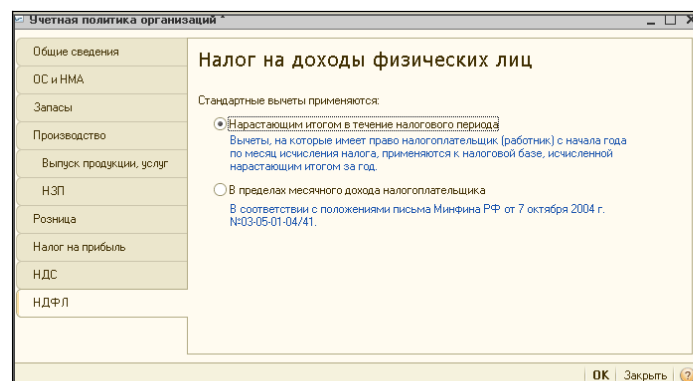 Учетная политика организаций *
Общие сведения
ОС и НМА
Запасы
Производство
Выпуск продукции, услуг
НЗП
Розница
Налог на прибыль
НДС
НДФЛ
Налог на доходы физических лиц
Стандартные вычеты применяются:
Нарастающим итогом в течение налогового периода
Вычеты, на которые имеет право налогоплательщик (работник) с начала года
по месяц исчисления налога, применяются к налоговой базе, исчисленной
нарастающим итогом за год.
В пределах месячного дохода налогоплательщика
В соответствии с положениями письма Минфина РФ от 7 октября 2004 г.
№03-05-01-04/41.
OK Закрыть ?